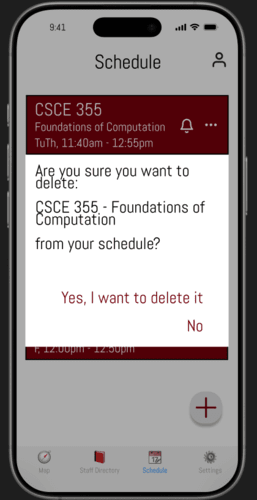 9:41
Schedule
CSCE 355
Foundations of Computation
TuTh, 11:40am - 12:55pm
Are you sure you want to
delete:
CSCE 355 - Foundations of
Computation
from your schedule?
Yes, I want to delete it
No
F, 12:00pm - 12:50pm
Map
Staff Directory
Schedule
Settings